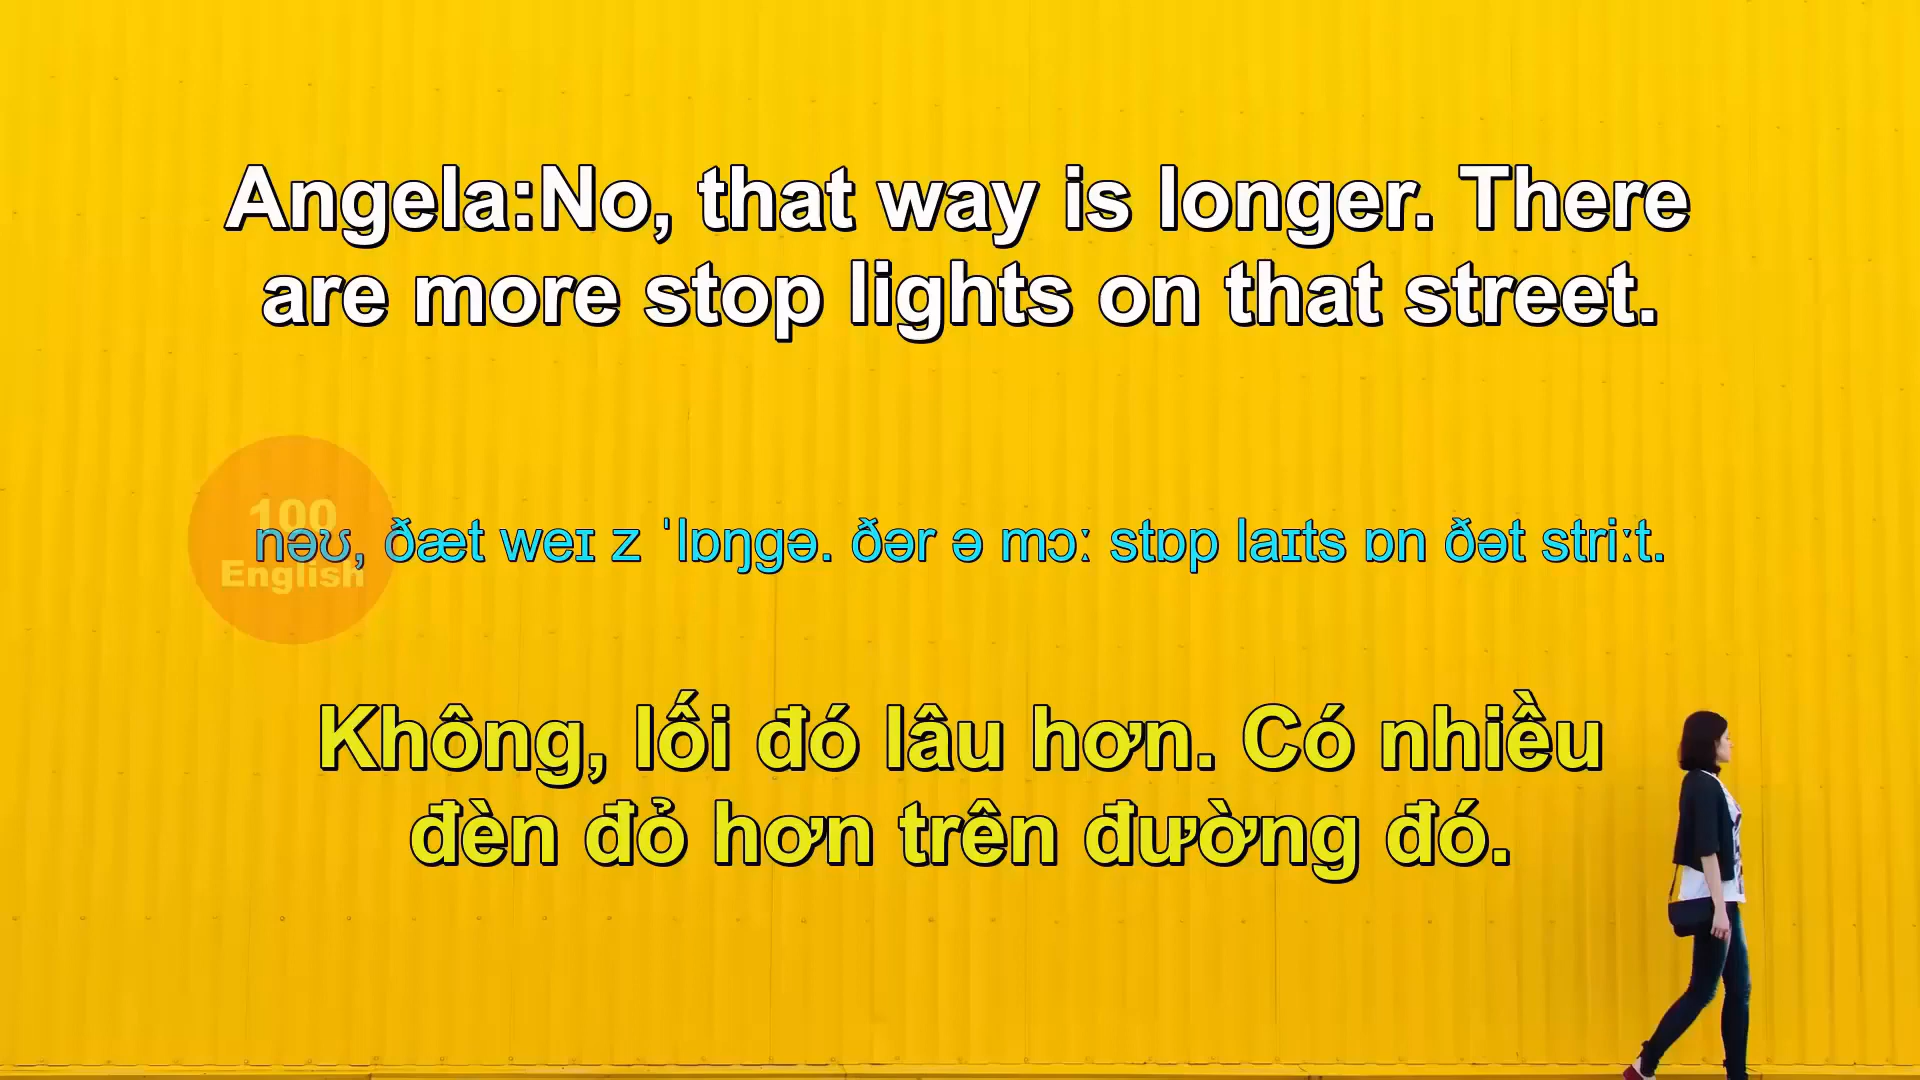 Angela:No, that way is longer. There
are more stop lights on that street.
100
English
nəʊ, ðæt weɪ z ˈlɒŋgə. ðər ə mɔː stɒp laɪts ɒn ðət striːt.
Không, lối đó lâu hơn. Có nhiều
đèn đỏ hơn trên đường đó.